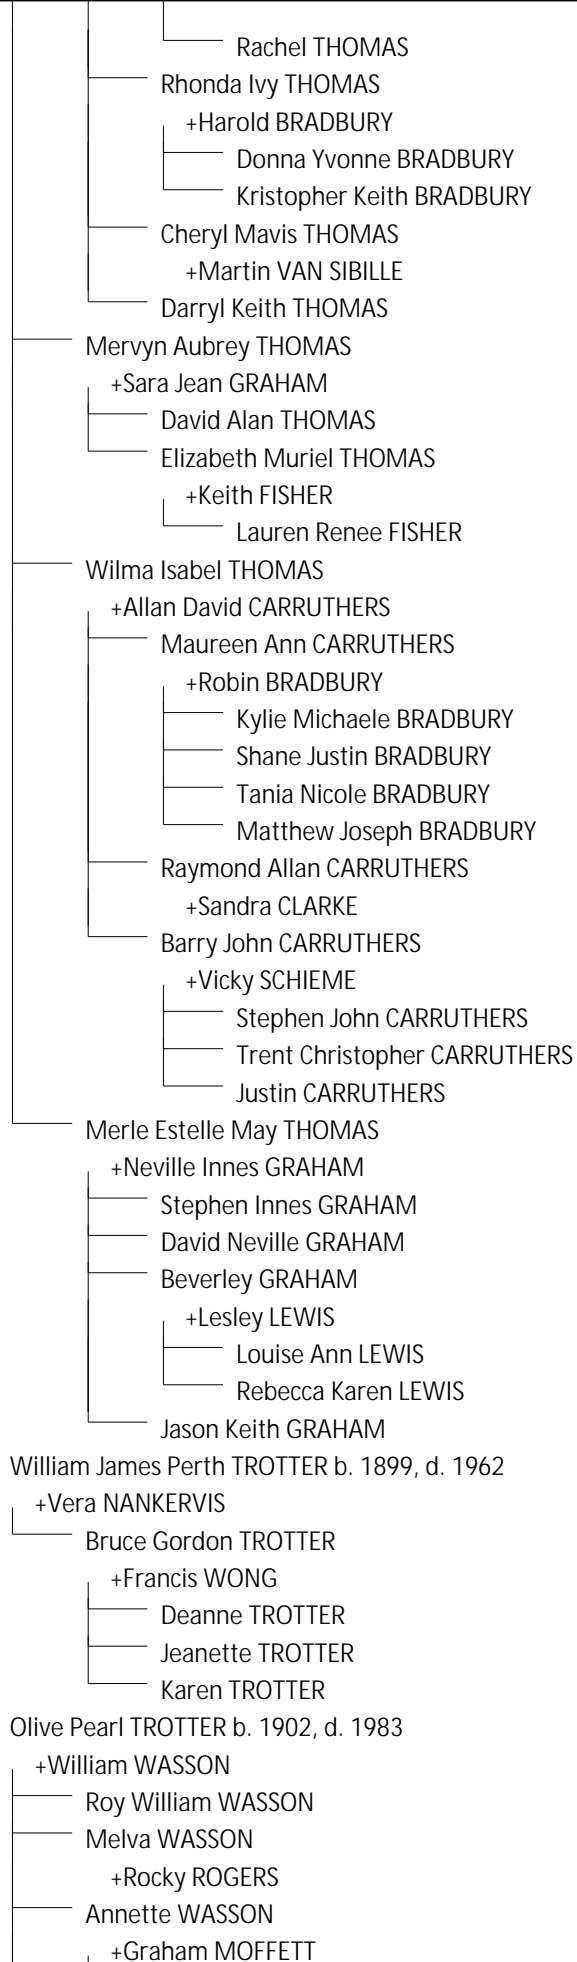 Rachel THOMAS
Rhonda Ivy THOMAS
+Harold BRADBURY
Donna Yvonne BRADBURY
Kristopher Keith BRADBURY
Cheryl Mavis THOMAS
+Martin VAN SIBILLE
Darryl Keith THOMAS
Mervyn Aubrey THOMAS
+Sara Jean GRAHAM
David Alan THOMAS
Elizabeth Muriel THOMAS
+Keith FISHER
Lauren Renee FISHER
Wilma Isabel THOMAS
+Allan David CARRUTHERS
Maureen Ann CARRUTHERS
+Robin BRADBURY
Kylie Michaele BRADBURY
Shane Justin BRADBURY
Tania Nicole BRADBURY
Matthew Joseph BRADBURY
Raymond Allan CARRUTHERS
+Sandra CLARKE
Barry John CARRUTHERS
+Vicky SCHIEME
Stephen John CARRUTHERS
Trent Christopher CARRUTHERS
Justin CARRUTHERS
Merle Estelle May THOMAS
+Neville Innes GRAHAM
Stephen Innes GRAHAM
David Neville GRAHAM
Beverley GRAHAM
+Lesley LEWIS
Louise Ann LEWIS
Rebecca Karen LEWIS
Jason Keith GRAHAM
William James Perth TROTTER b. 1899, d. 1962
+Vera NANKERVIS
Bruce Gordon TROTTER
+Francis WONG
Deanne TROTTER
Jeanette TROTTER
Karen TROTTER
Olive Pearl TROTTER b. 1902, d. 1983
+William WASSON
Roy William WASSON
Melva WASSON
+Rocky ROGERS
Annette WASSON
+Graham MOFFETT